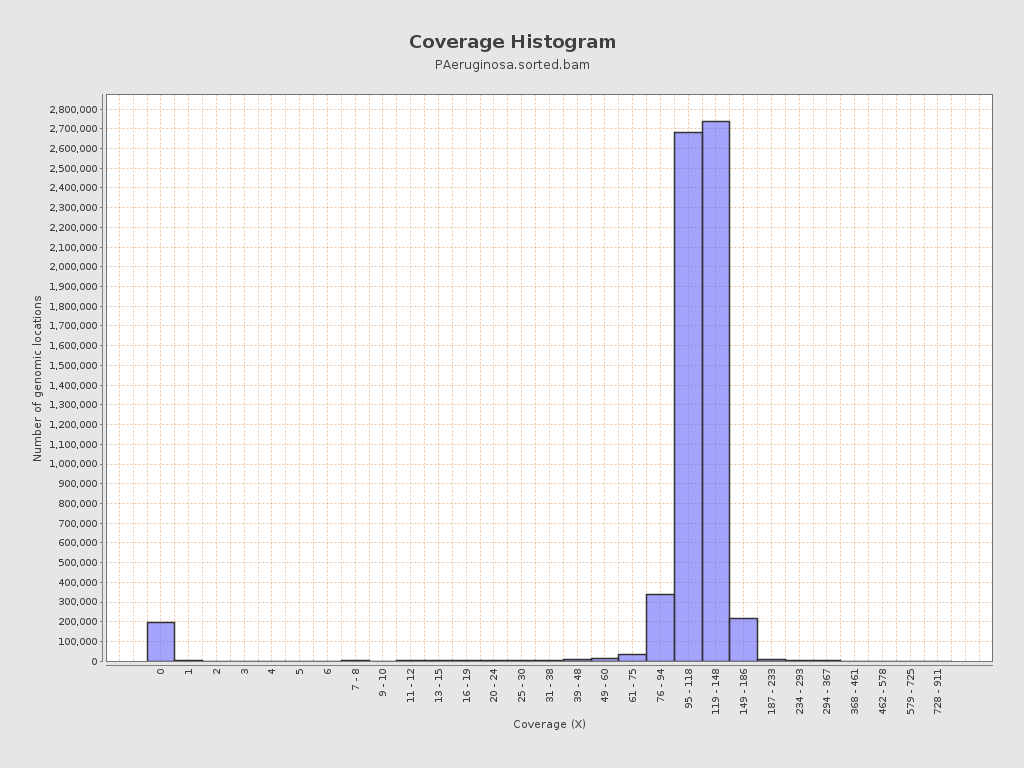 Coverage Histogram
PAeruginosa.sorted.bam
2,800,000
2,700,000
2,600,000
2,500,000
2,400,000
2,300,000
2,200,000
2,100,000
2,000,000
1,900,000
1,800,000
1,700,000
1,600,000
1,500,000
1,400,000
1,300,000
1,200,000
1,100,000
1,000,000
900,000
800,000
700,000
600,000
500,000
400,000
300,000
200,000
100,000
0
Number of genomic locations
0
1
2
3
4
5
6
7 - 8
9 - 10
11 - 12
13 - 15
16 - 19
20 - 24
25 - 30
31 - 38
39 - 48
49 - 60
61 - 75
76 - 94
95 - 118
119 - 148
149 - 186
187 - 233
234 - 293
294 - 367
368 - 461
462 - 578
579 - 725
728 - 911
Coverage (X)